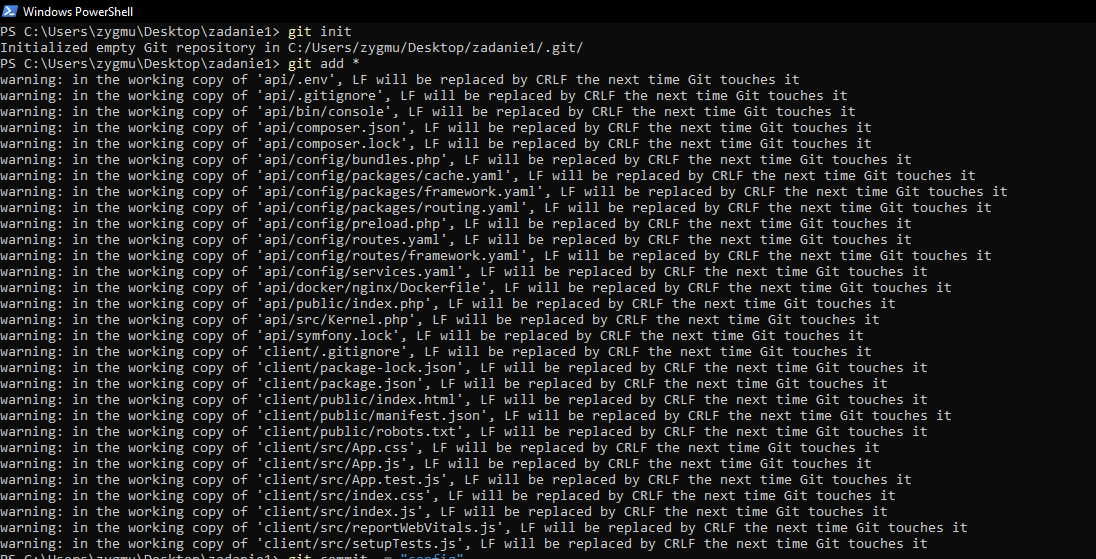 Windows PowerShell
PS C:\Users\zygmu\Desktop\zadanie1> git init
Initialized empty Git repository in C:/Users/zygmu/Desktop/zadanie1/.git/
PS C:\Users\zygmu\Desktop\zadanie1> git add *
warning: in the working copy of 'api/.env', LF will be replaced by CRLF the next time Git touches it
warning: in the working copy of 'api/.gitignore', LF will be replaced by CRLF the next time Git touches it
warning: in the working copy of 'api/bin/console', LF will be replaced by CRLF the next time Git touches it
warning: in the working copy of 'api/composer.json', LF will be replaced by CRLF the next time Git touches it
warning: in the working copy of 'api/composer.lock', LF will be replaced by CRLF the next time Git touches it
warning: in the working copy of 'api/config/bundles.php', LF will be replaced by CRLF the next time Git touches it
warning: in the working copy of 'api/config/packages/cache.yaml', LF will be replaced by CRLF the next time Git touches it
warning: in the working copy of 'api/config/packages/framework.yaml', LF will be replaced by CRLF the next time Git touches it
warning: in the working copy of 'api/config/packages/routing.yaml', LF will be replaced by CRLF the next time Git touches it
warning: in the working copy of 'api/config/preload.php', LF will be replaced by CRLF the next time Git touches it
warning: in the working copy of 'api/config/routes.yaml', LF will be replaced by CRLF the next time Git touches it
warning: in the working copy of 'api/config/routes/framework.yaml', LF will be replaced by CRLF the next time Git touches it
warning: in the working copy of 'api/config/services.yaml', LF will be replaced by CRLF the next time Git touches it
warning: in the working copy of 'api/docker/nginx/Dockerfile', LF will be replaced by CRLF the next time Git touches it
warning: in the working copy of 'api/public/index.php', LF will be replaced by CRLF the next time Git touches it
warning: in the working copy of 'api/src/Kernel.php', LF will be replaced by CRLF the next time Git touches it
warning: in the working copy of 'api/symfony.lock', LF will be replaced by CRLF the next time Git touches it
warning: in the working copy of 'client/.gitignore', LF will be replaced by CRLF the next time Git touches it
warning: in the working copy of 'client/package-lock.json', LF will be replaced by CRLF the next time Git touches it
warning: in the working copy of 'client/package.json', LF will be replaced by CRLF the next time Git touches it
warning: in the working copy of 'client/public/index.html', LF will be replaced by CRLF the next time Git touches it
warning: in the working copy of 'client/public/manifest.json', LF will be replaced by CRLF the next time Git touches it
warning: in the working copy of 'client/public/robots.txt', LF will be replaced by CRLF the next time Git touches it
warning: in the working copy of 'client/src/App.css', LF will be replaced by CRLF the next time Git touches it
warning: in the working copy of 'client/src/App.js', LF will be replaced by CRLF the next time Git touches it
warning: in the working copy of 'client/src/App.test.js', LF will be replaced by CRLF the next time Git touches it
warning: in the working copy of 'client/src/index.css', LF will be replaced by CRLF the next time Git touches it
warning: in the working copy of 'client/src/index.js', LF will be replaced by CRLF the next time Git touches it
warning: in the working copy of 'client/src/reportWebVitals.js', LF will be replaced by CRLF the next time Git touches it
warning: in the working copy of 'client/src/setupTests.js', LF will be replaced by CRLF the next time Git touches it
PS C:\Users\zygmu\Desktop\zadanie1> git commit -m "config"